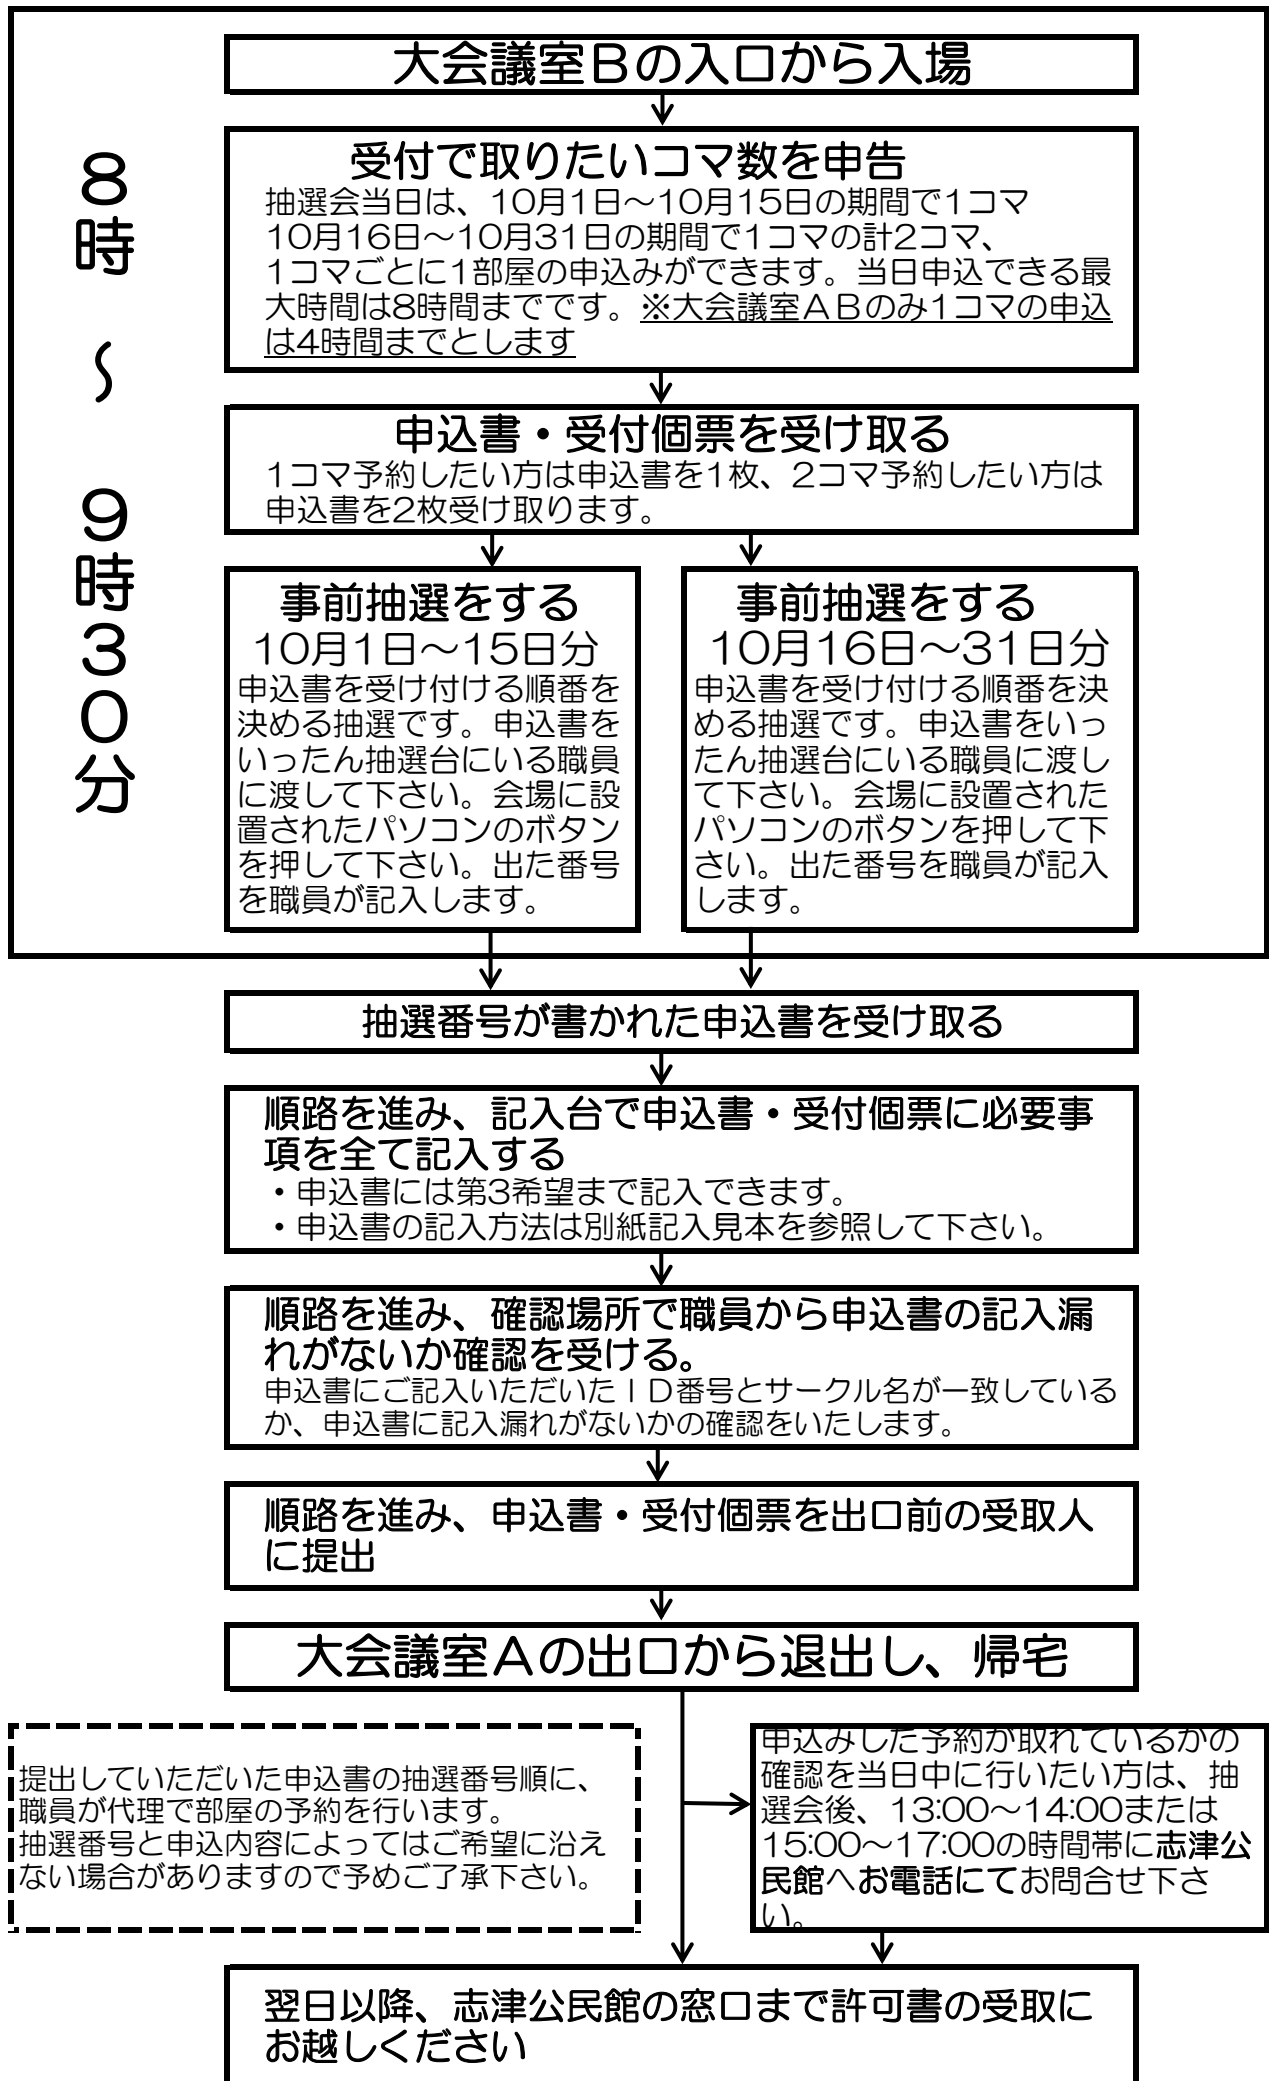 大会議室Ｂの入口から入場
8時 ～ 9時30分
受付で取りたいコマ数を申告
抽選会当日は、10月1日～10月15日の期間で1コマ
10月16日～10月31日の期間で1コマの計2コマ、
1コマごとに1部屋の申込みができます。当日申込できる最
大時間は8時間までです。※大会議室ＡＢのみ1コマの申込
は4時間までとします
申込書・受付個票を受け取る
1コマ予約したい方は申込書を1枚、2コマ予約したい方は
申込書を2枚受け取ります。
事前抽選をする
10月1日～15日分
申込書を受け付ける順番を
決める抽選です。申込書を
いったん抽選台にいる職員
に渡して下さい。会場に設
置されたパソコンのボタン
を押して下さい。出た番号
を職員が記入します。
事前抽選をする
10月16日～31日分
申込書を受け付ける順番を決
める抽選です。申込書をいっ
たん抽選台にいる職員に渡し
て下さい。会場に設置された
パソコンのボタンを押して下
さい。出た番号を職員が記入
します。
抽選番号が書かれた申込書を受け取る
順路を進み、記入台で申込書・受付個票に必要事
項を全て記入する
・申込書には第3希望まで記入できます。
・申込書の記入方法は別紙記入見本を参照して下さい。
順路を進み、確認場所で職員から申込書の記入漏
れがないか確認を受ける。
申込書にご記入いただいたＩＤ番号とサークル名が一致している
か、申込書に記入漏れがないかの確認をいたします。
順路を進み、申込書・受付個票を出口前の受取人
に提出
大会議室Ａの出口から退出し、帰宅
提出していただいた申込書の抽選番号順に、
職員が代理で部屋の予約を行います。
抽選番号と申込内容によってはご希望に沿え
ない場合がありますので予めご了承下さい。
申込みした予約が取れているかの
確認を当日中に行いたい方は、抽
選会後、13:00～14:00または
15:00～17:00の時間帯に志津公
民館へお電話にてお問合せ下さ
い。
翌日以降、志津公民館の窓口まで許可書の受取に
お越しください